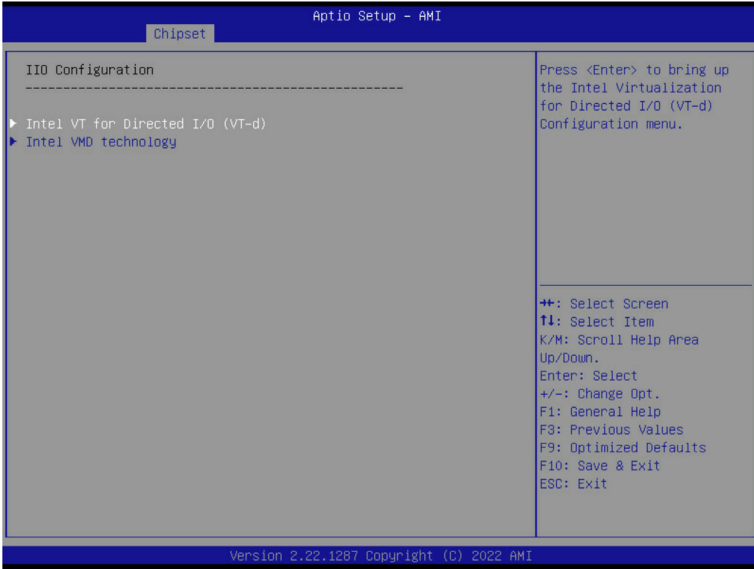 Aptio Setup – AMI
Chipset
IIO Configuration
------------------------------------------------
Intel VT for Directed I/O (VT-d)
Intel VMD technology
Press <Enter> to bring up
the Intel Virtualization
for Directed I/O (VT-d)
Configuration menu.
→←: Select Screen
↑↓: Select Item
K/M: Scroll Help Area
Up/Down.
Enter: Select
+/-: Change Opt.
F1: General Help
F3: Previous Values
F9: Optimized Defaults
F10: Save & Exit
ESC: Exit
Version 2.22.1287 Copyright (C) 2022 AMI